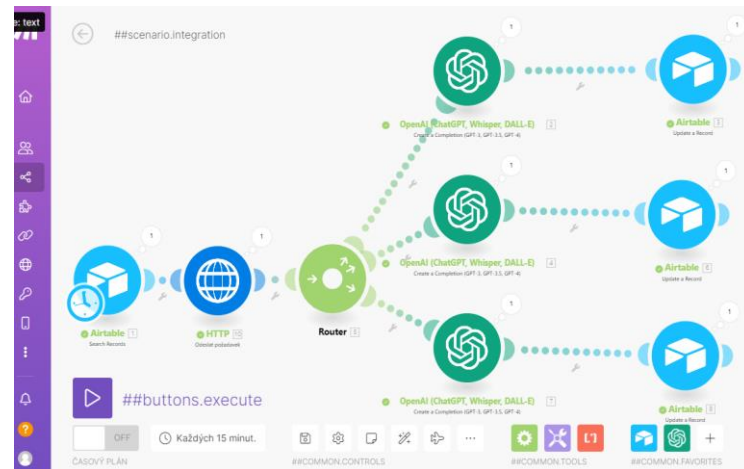 e: text
##scenario.integration
1
1
OpenAI (ChatGPT, Whisper, DALL-E) 2
Create a Completion (GPT-3, GPT-3.5, GPT-4)
Airtable 3
Update a Record
1
1
1
1
OpenAI (ChatGPT, Whisper, DALL-E) 4
Create a Completion (GPT-3, GPT-3.5, GPT-4)
Airtable 6
Update a Record
Airtable 1
Search Records
HTTP 10
Odeslat požadavek
Router
1
1
OpenAI (ChatGPT, Whisper, DALL-E) 7
Create a Completion (GPT-3, GPT-3.5, GPT-4)
Airtable
Update a Record
##buttons.execute
OFF
Každých 15 minut.
ČASOVÝ PLÁN
##COMMON.CONTROLS
##COMMON.TOOLS
##COMMON.FAVORITES